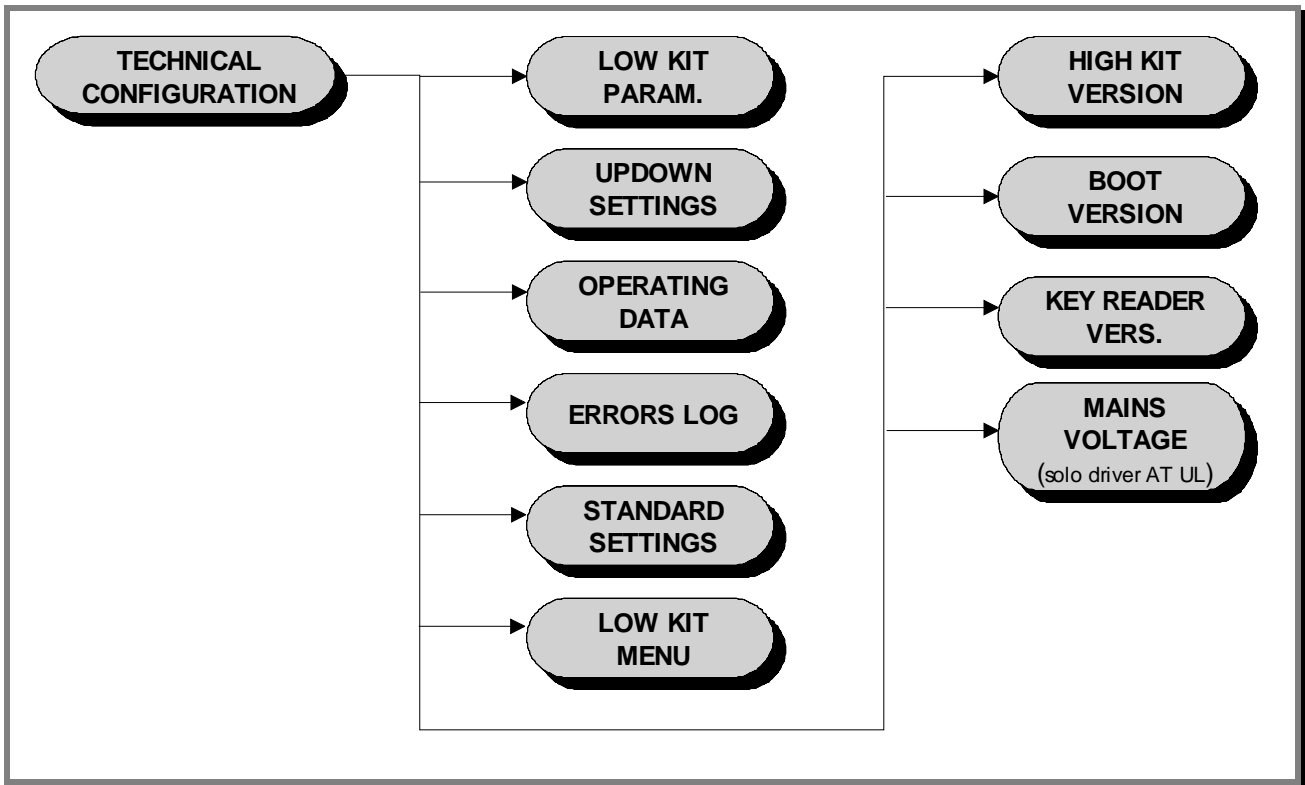 TECHNICAL
CONFIGURATION
LOW KIT
PARAM.
UPDOWN
SETTINGS
OPERATING
DATA
ERRORS LOG
STANDARD
SETTINGS
LOW KIT
MENU
HIGH KIT
VERSION
BOOT
VERSION
KEY READER
VERS.
MAINS
VOLTAGE
(solo driver AT UL)